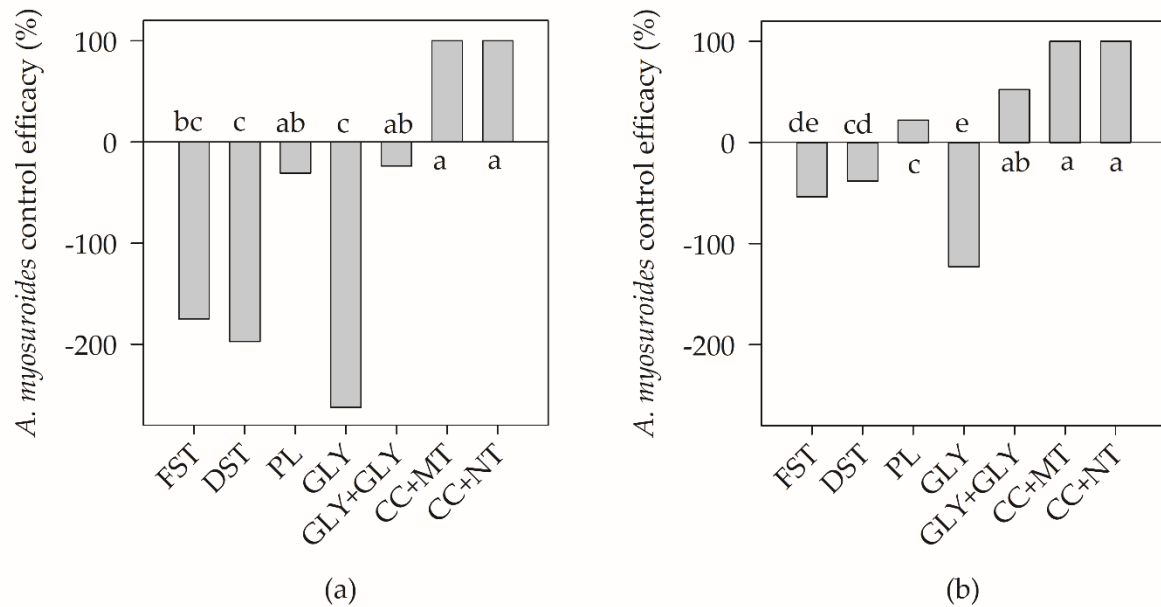 A. myosuroides control efficacy (%)
100
0
-100
-200
bc c ab c ab
a a
FST
DST
PL
GLY
GLY+GLY
CC+MT
CC+NT
(a)
A. myosuroides control efficacy (%)
100
0
-100
-200
de cd e
c ab a a
FST
DST
PL
GLY
GLY+GLY
CC+MT
CC+NT
(b)